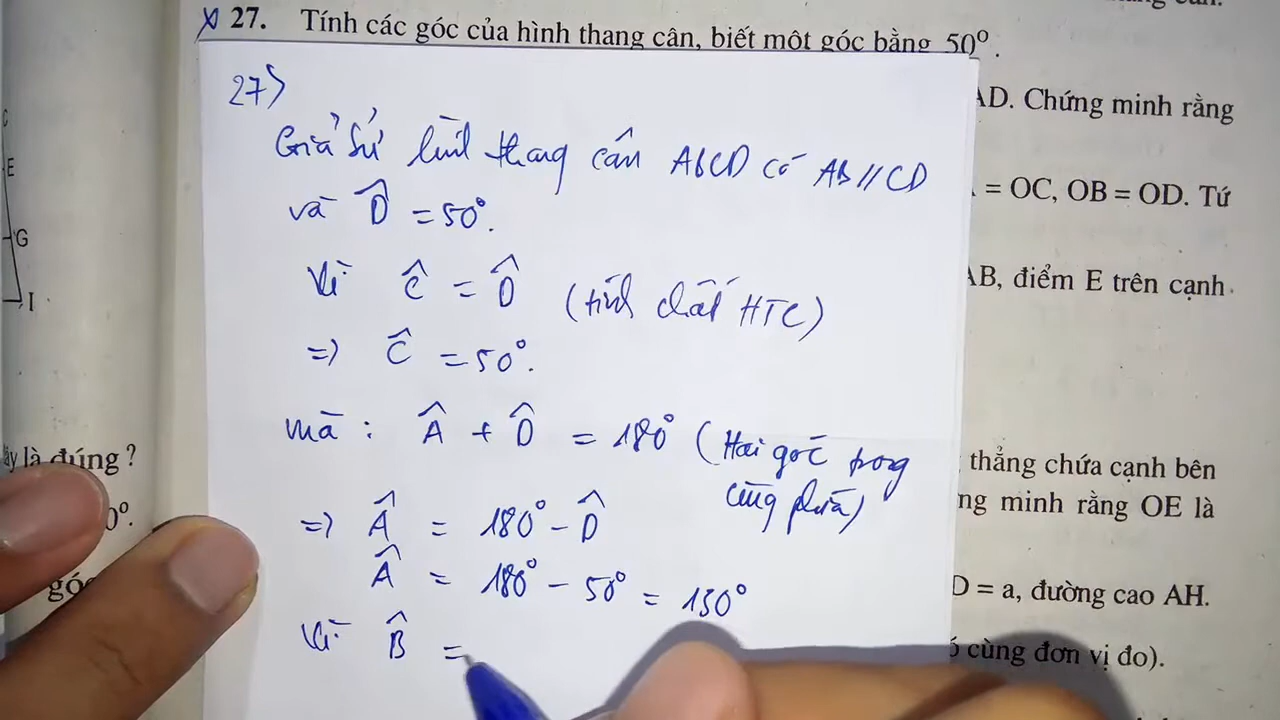 27. Tính các góc của hình thang cân, biết một góc bằng 50°.
27)
Giả sử hình thang cân ABCD có AB // CD
và D̂ = 50°.
Vì Ĉ = D̂ (tính chất HTC)
=> Ĉ = 50°.
mà : Â + D̂ = 180° (Hai góc trong
cùng phía)
=> Â = 180° - D̂
Â = 180° - 50° = 130°
Vì B̂ =
AD. Chứng minh rằng
= OC, OB = OD. Tứ
AB, điểm E trên cạnh
thẳng chứa cạnh bên
minh rằng OE là
D = a, đường cao AH.
cùng đơn vị đo).
E
G
I
là đúng ?
0°.
góc